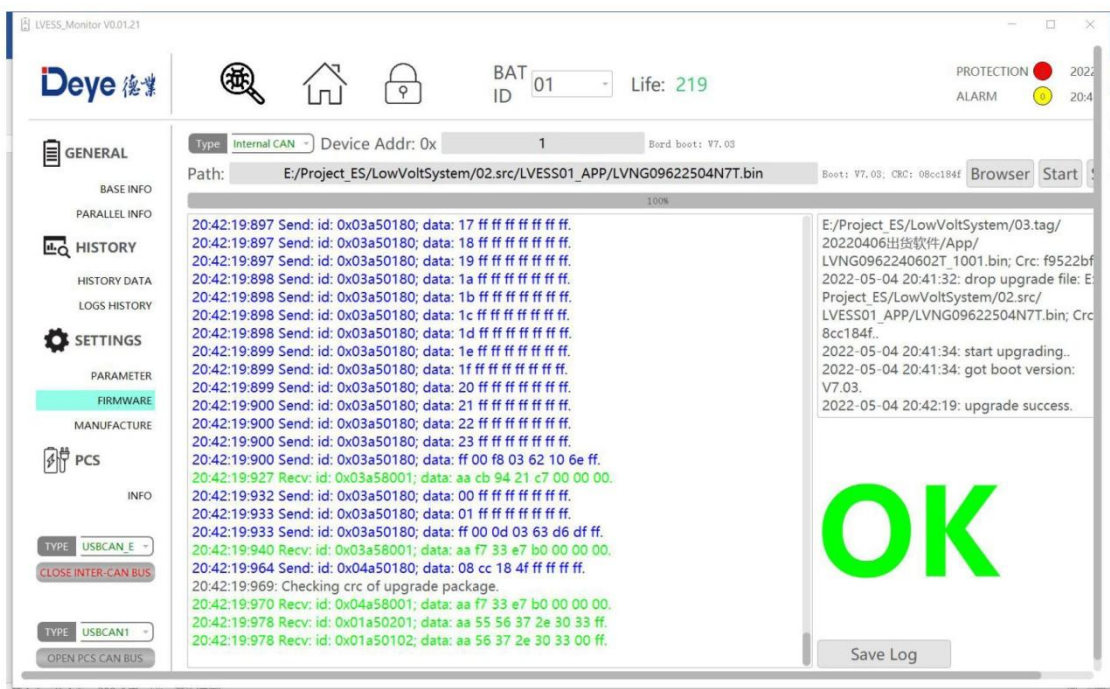 LVESS_Monitor V0.01.21
Deye 德業
BAT ID 01
Life: 219
PROTECTION
2022
ALARM 0
20:4
GENERAL
BASE INFO
PARALLEL INFO
HISTORY
HISTORY DATA
LOGS HISTORY
SETTINGS
PARAMETER
FIRMWARE
MANUFACTURE
PCS
INFO
TYPE USBCAN_E
CLOSE INTER-CAN BUS
TYPE USBCAN1
OPEN PCS CAN BUS
Type Internal CAN Device Addr: 0x 1 Bord boot: V7.03
Path: E:/Project_ES/LowVoltSystem/02.src/LVESS01_APP/LVNG09622504N7T.bin Boot: V7.03; CRC: 08cc184f Browser Start
100%
20:42:19:897 Send: id: 0x03a50180; data: 17 ff ff ff ff ff ff ff.
20:42:19:897 Send: id: 0x03a50180; data: 18 ff ff ff ff ff ff ff.
20:42:19:897 Send: id: 0x03a50180; data: 19 ff ff ff ff ff ff ff.
20:42:19:898 Send: id: 0x03a50180; data: 1a ff ff ff ff ff ff ff.
20:42:19:898 Send: id: 0x03a50180; data: 1b ff ff ff ff ff ff ff.
20:42:19:898 Send: id: 0x03a50180; data: 1c ff ff ff ff ff ff ff.
20:42:19:898 Send: id: 0x03a50180; data: 1d ff ff ff ff ff ff ff.
20:42:19:899 Send: id: 0x03a50180; data: 1e ff ff ff ff ff ff ff.
20:42:19:899 Send: id: 0x03a50180; data: 1f ff ff ff ff ff ff ff.
20:42:19:899 Send: id: 0x03a50180; data: 20 ff ff ff ff ff ff ff.
20:42:19:900 Send: id: 0x03a50180; data: 21 ff ff ff ff ff ff ff.
20:42:19:900 Send: id: 0x03a50180; data: 22 ff ff ff ff ff ff ff.
20:42:19:900 Send: id: 0x03a50180; data: 23 ff ff ff ff ff ff ff.
20:42:19:900 Send: id: 0x03a50180; data: ff 00 f8 03 62 10 6e ff.
20:42:19:927 Recv: id: 0x03a58001; data: aa cb 94 21 c7 00 00 00.
20:42:19:932 Send: id: 0x03a50180; data: 00 ff ff ff ff ff ff ff.
20:42:19:933 Send: id: 0x03a50180; data: 01 ff ff ff ff ff ff ff.
20:42:19:933 Send: id: 0x03a50180; data: ff 00 0d 03 63 d6 df ff.
20:42:19:940 Recv: id: 0x03a58001; data: aa f7 33 e7 b0 00 00 00.
20:42:19:964 Send: id: 0x04a50180; data: 08 cc 18 4f ff ff ff ff.
20:42:19:969: Checking crc of upgrade package.
20:42:19:970 Recv: id: 0x04a58001; data: aa f7 33 e7 b0 00 00 00.
20:42:19:978 Recv: id: 0x01a50201; data: aa 55 56 37 2e 30 33 ff.
20:42:19:978 Recv: id: 0x01a50102; data: aa 56 37 2e 30 33 00 ff.
E:/Project_ES/LowVoltSystem/03.tag/
20220406出货软件/App/
LVNG0962240602T_1001.bin; Crc: f9522bf
2022-05-04 20:41:32: drop upgrade file: E:
Project_ES/LowVoltSystem/02.src/
LVESS01_APP/LVNG09622504N7T.bin; Crc
8cc184f..
2022-05-04 20:41:34: start upgrading..
2022-05-04 20:41:34: got boot version:
V7.03.
2022-05-04 20:42:19: upgrade success.
OK
Save Log